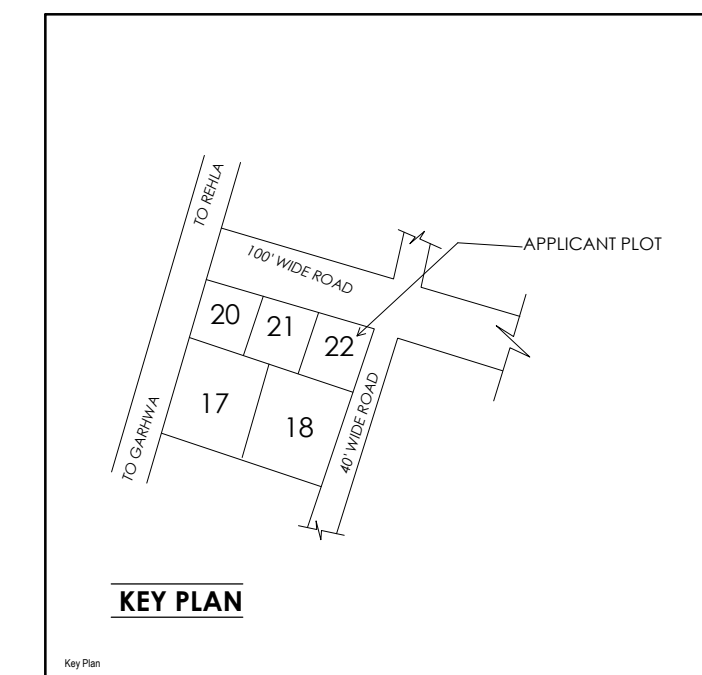 TO REHLA
100' WIDE ROAD
APPLICANT PLOT
20
21
22
17
18
40' WIDE ROAD
TO GARHWA
KEY PLAN
Key Plan